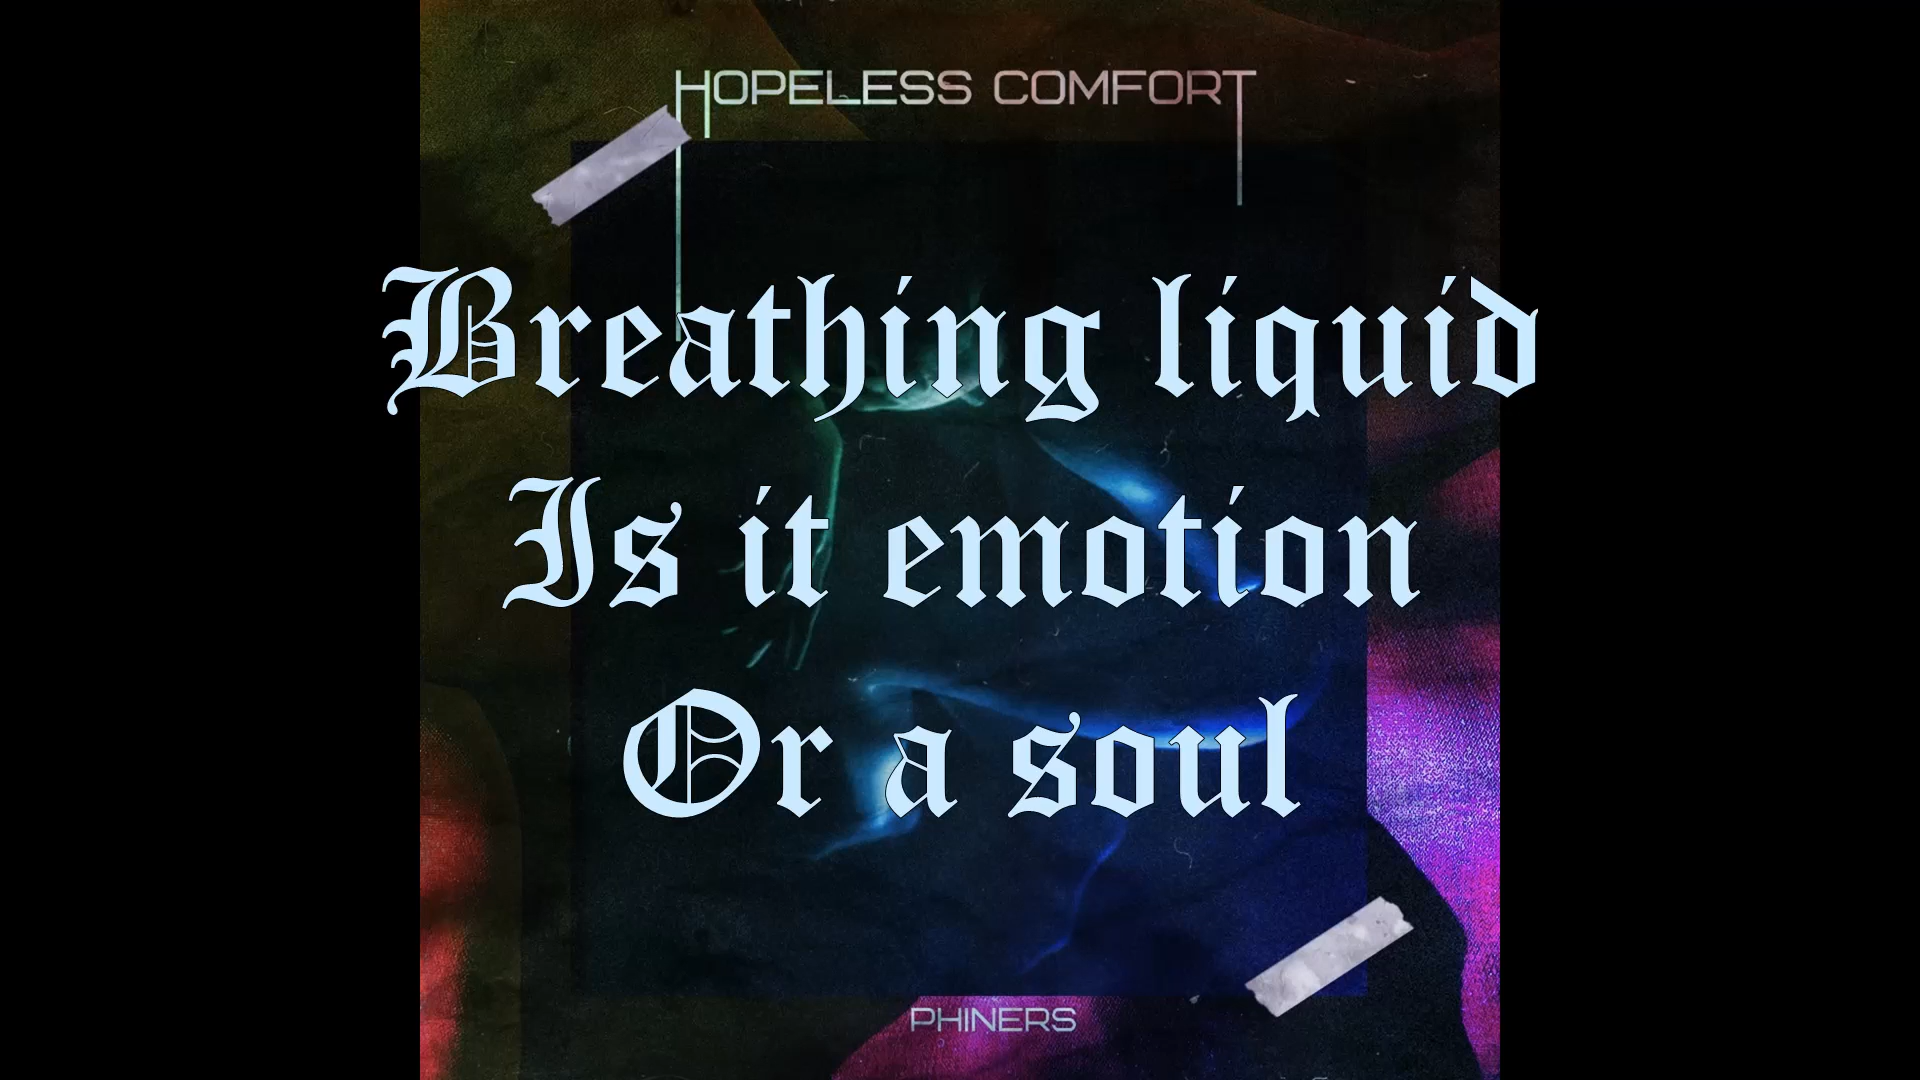 HOPELESS COMFORT
Breathing liquid
Is it emotion
Or a soul
PHINERS